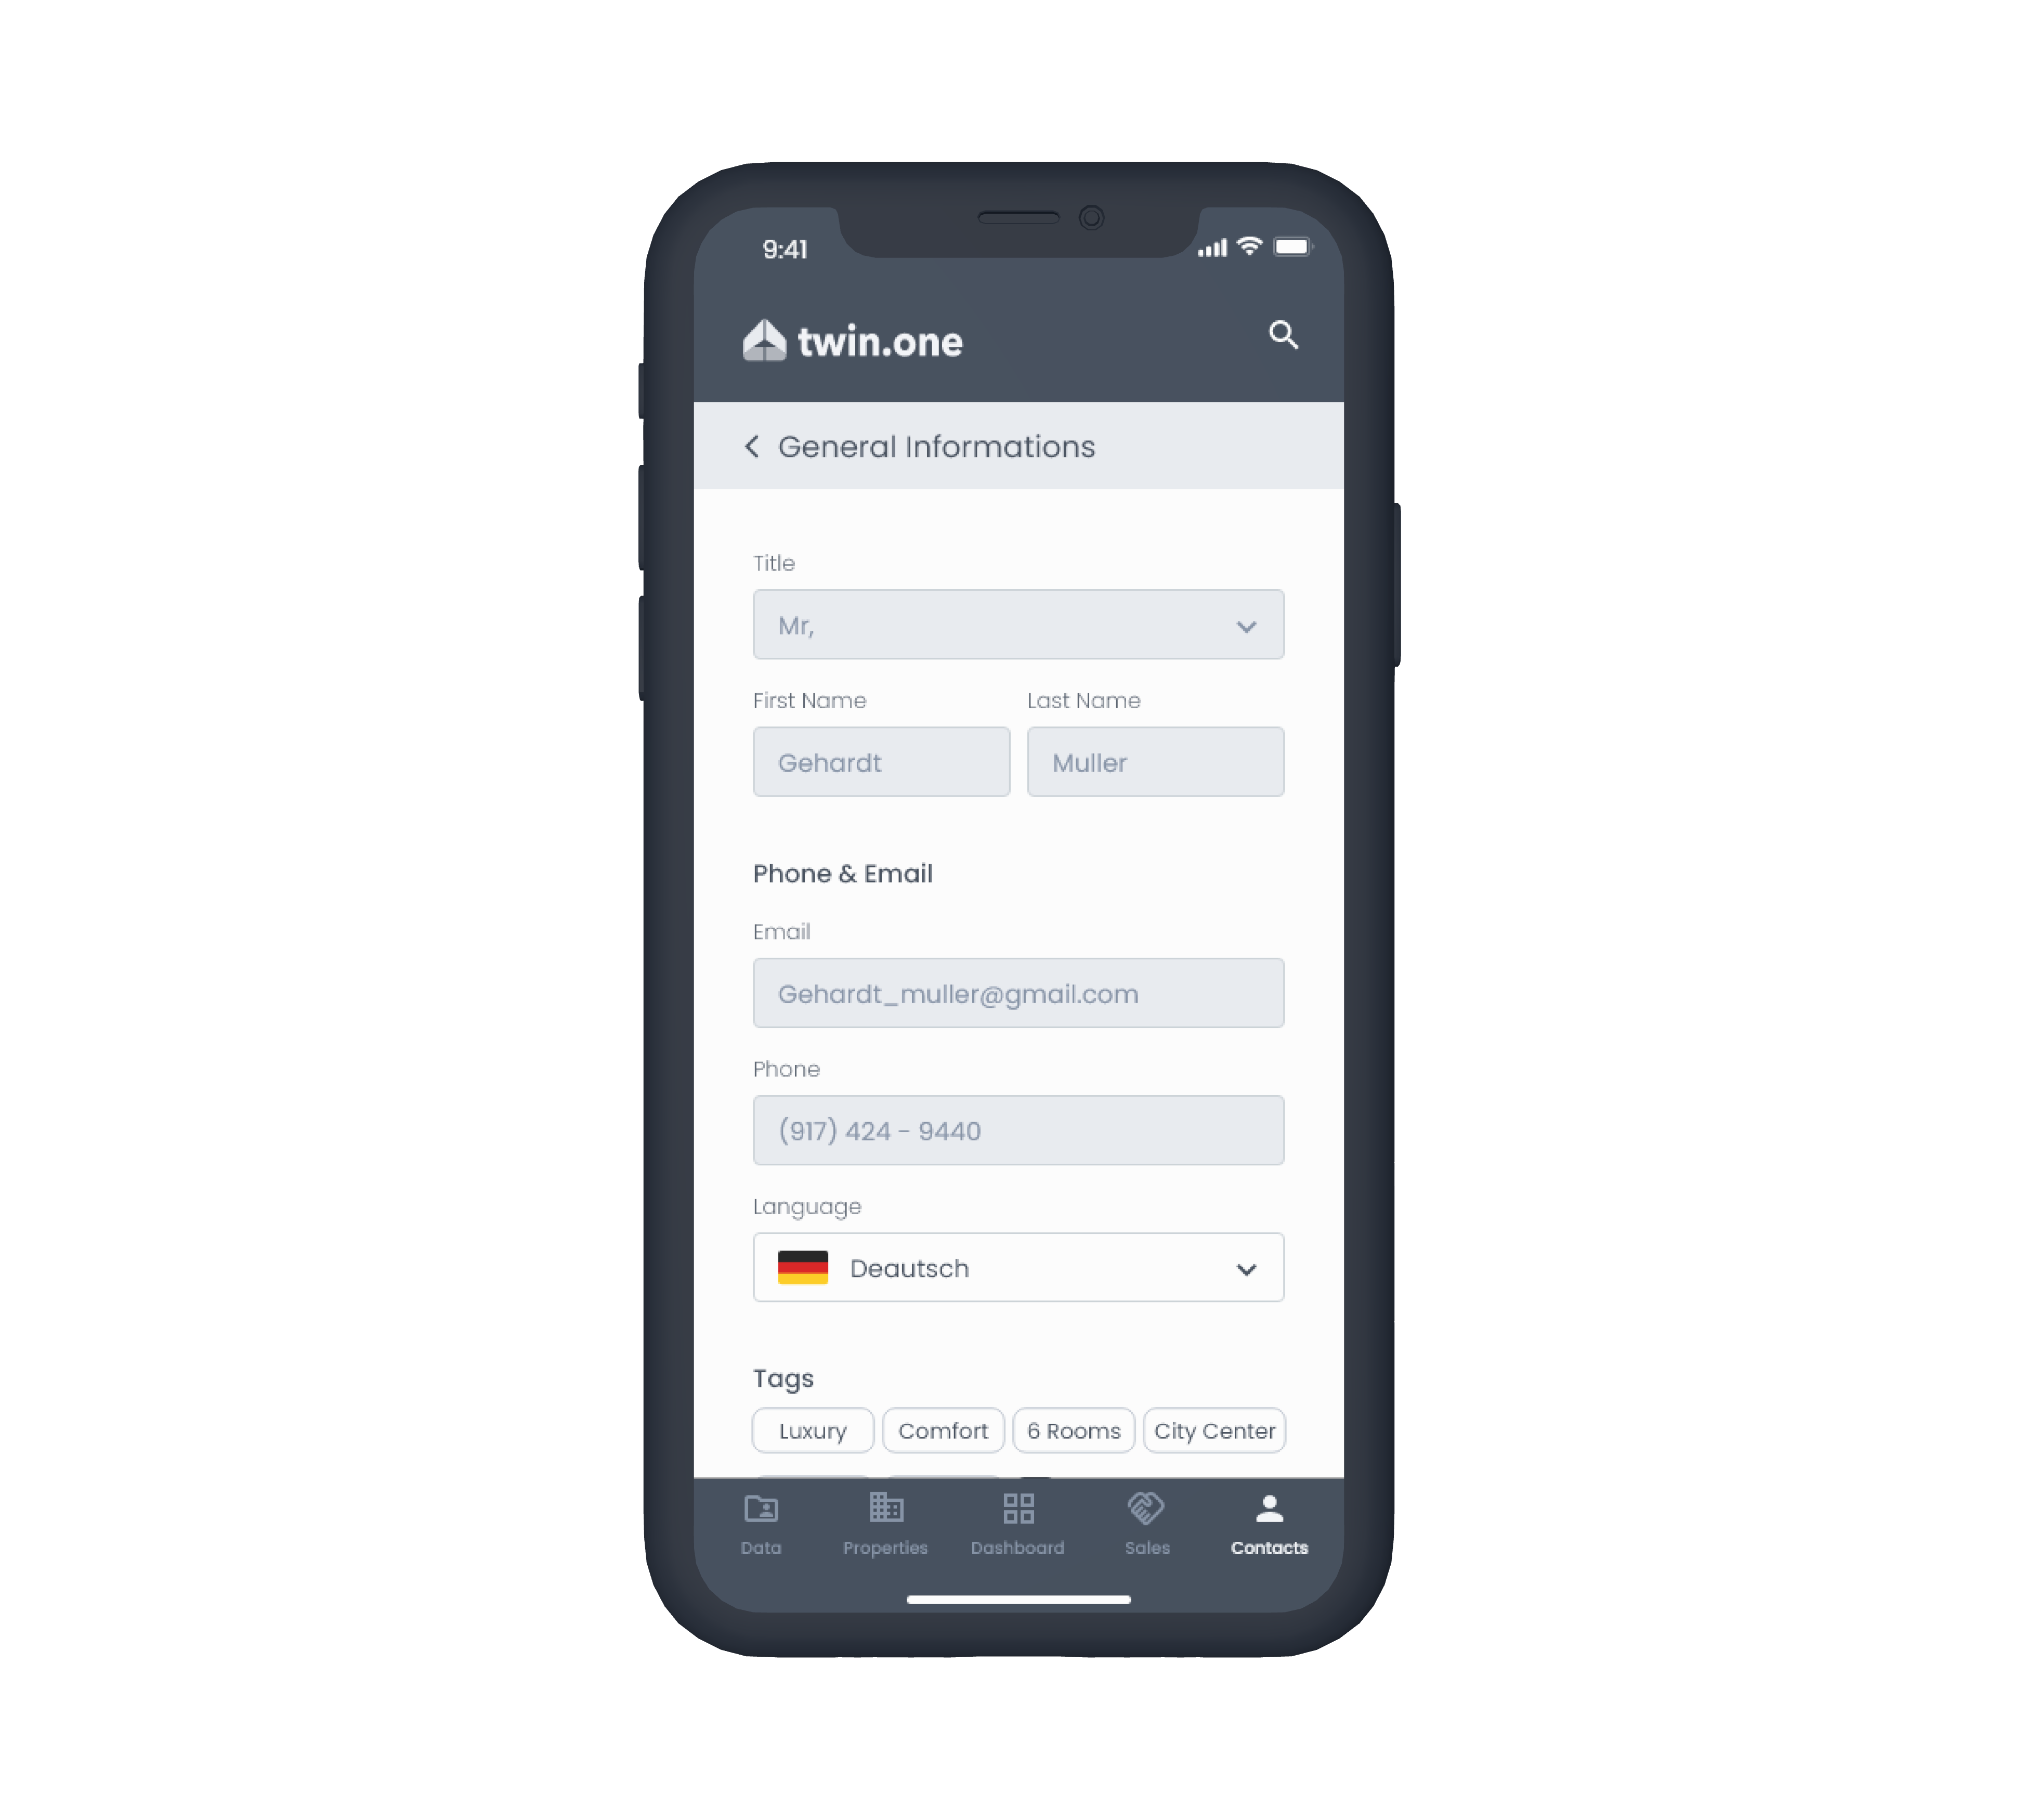 9:41
twin.one
General Informations
Title
Mr,
First Name Last Name
Gehardt Muller
Phone & Email
Email
Gehardt_muller@gmail.com
Phone
(917) 424 - 9440
Language
Deautsch
Tags
Luxury Comfort 6 Rooms City Center
Data Properties Dashboard Sales Contacts